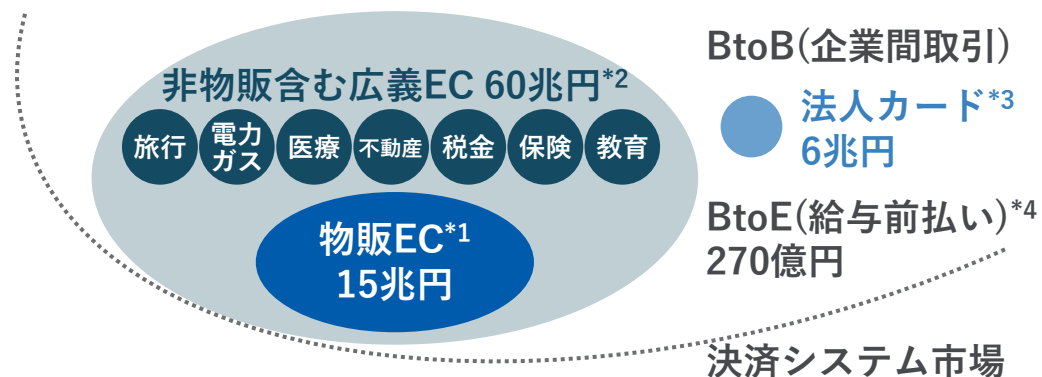 非物販含む広義EC 60兆円*2
旅行
電力
ガス
医療
不動産
税金
保険
教育
物販EC*1
15兆円
BtoB(企業間取引)
法人カード*3
6兆円
BtoE(給与前払い)*4
270億円
決済システム市場